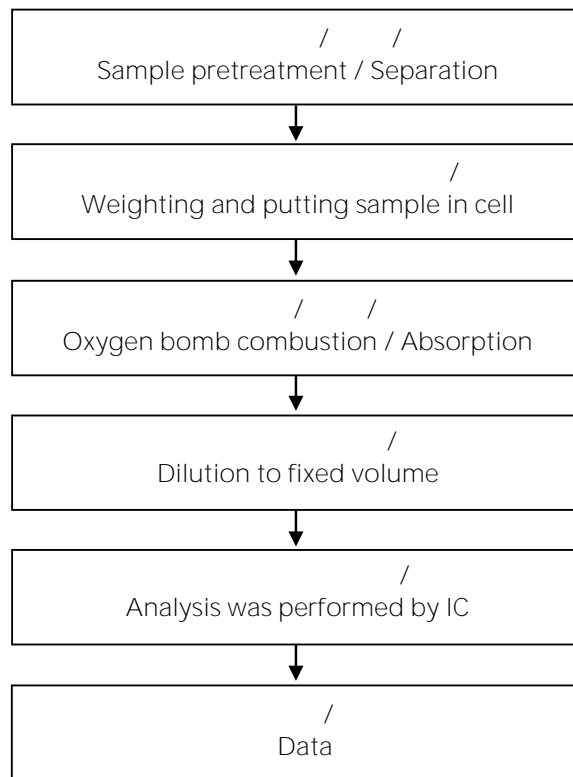 / /
Sample pretreatment / Separation
/
Weighting and putting sample in cell
/ /
Oxygen bomb combustion / Absorption
/
Dilution to fixed volume
/
Analysis was performed by IC
/
Data